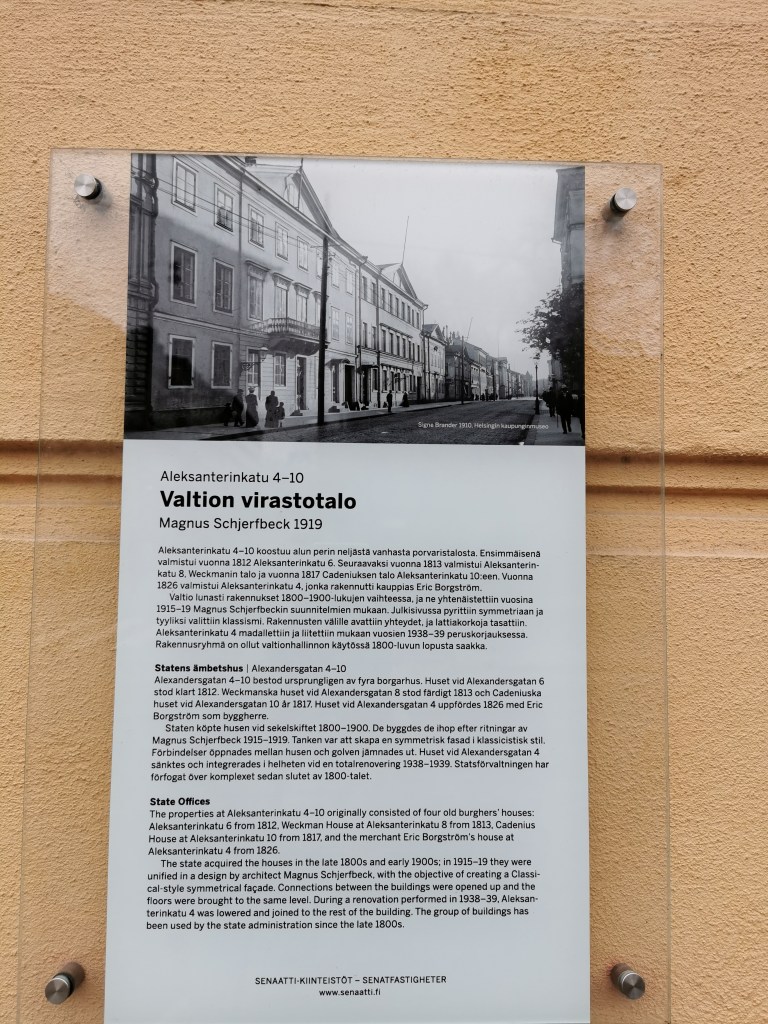 Signe Brander 1910, Helsingin kaupunginmuseo
Aleksanterinkatu 4–10
Valtion virastotalo
Magnus Schjerfbeck 1919
Aleksanterinkatu 4–10 koostuu alun perin neljästä vanhasta porvaristalosta. Ensimmäisenä
valmistui vuonna 1812 Aleksanterinkatu 6. Seuraavaksi vuonna 1813 valmistui Aleksanterin-
katu 8, Weckmanin talo ja vuonna 1817 Cadeniuksen talo Aleksanterinkatu 10:een. Vuonna
1826 valmistui Aleksanterinkatu 4, jonka rakennutti kauppias Eric Borgström.
Valtio lunasti rakennukset 1800–1900-lukujen vaihteessa, ja ne yhtenäistettiin vuosina
1915–19 Magnus Schjerfbeckin suunnitelmien mukaan. Julkisivussa pyrittiin symmetriaan ja
tyyliksi valittiin klassismi. Rakennusten välille avattiin yhteydet, ja lattiakorkoja tasattiin.
Aleksanterinkatu 4 madallettiin ja liitettiin mukaan vuosien 1938–39 peruskorjauksessa.
Rakennusryhmä on ollut valtionhallinnon käytössä 1800-luvun lopusta saakka.
Statens ämbetshus | Alexandersgatan 4–10
Alexandersgatan 4–10 bestod ursprungligen av fyra borgarhus. Huset vid Alexandersgatan 6
stod klart 1812. Weckmanska huset vid Alexandersgatan 8 stod färdigt 1813 och Cadeniuska
huset vid Alexandersgatan 10 år 1817. Huset vid Alexandersgatan 4 uppfördes 1826 med Eric
Borgström som byggherre.
Staten köpte husen vid sekelskiftet 1800–1900. De byggdes de ihop efter ritningar av
Magnus Schjerfbeck 1915–1919. Tanken var att skapa en symmetrisk fasad i klassicistisk stil.
Förbindelser öppnades mellan husen och golven jämnades ut. Huset vid Alexandersgatan 4
sänktes och integrerades i helheten vid en totalrenovering 1938–1939. Statsförvaltningen har
förfogat över komplexet sedan slutet av 1800-talet.
State Offices
The properties at Aleksanterinkatu 4–10 originally consisted of four old burghers' houses:
Aleksanterinkatu 6 from 1812, Weckman House at Aleksanterinkatu 8 from 1813, Cadenius
House at Aleksanterinkatu 10 from 1817, and the merchant Eric Borgström's house at
Aleksanterinkatu 4 from 1826.
The state acquired the houses in the late 1800s and early 1900s; in 1915–19 they were
unified in a design by architect Magnus Schjerfbeck, with the objective of creating a Classi-
cal-style symmetrical façade. Connections between the buildings were opened up and the
floors were brought to the same level. During a renovation performed in 1938–39, Aleksan-
terinkatu 4 was lowered and joined to the rest of the building. The group of buildings has
been used by the state administration since the late 1800s.
SENAATTI-KIINTEISTÖT – SENATFASTIGHETER
www.senaatti.fi